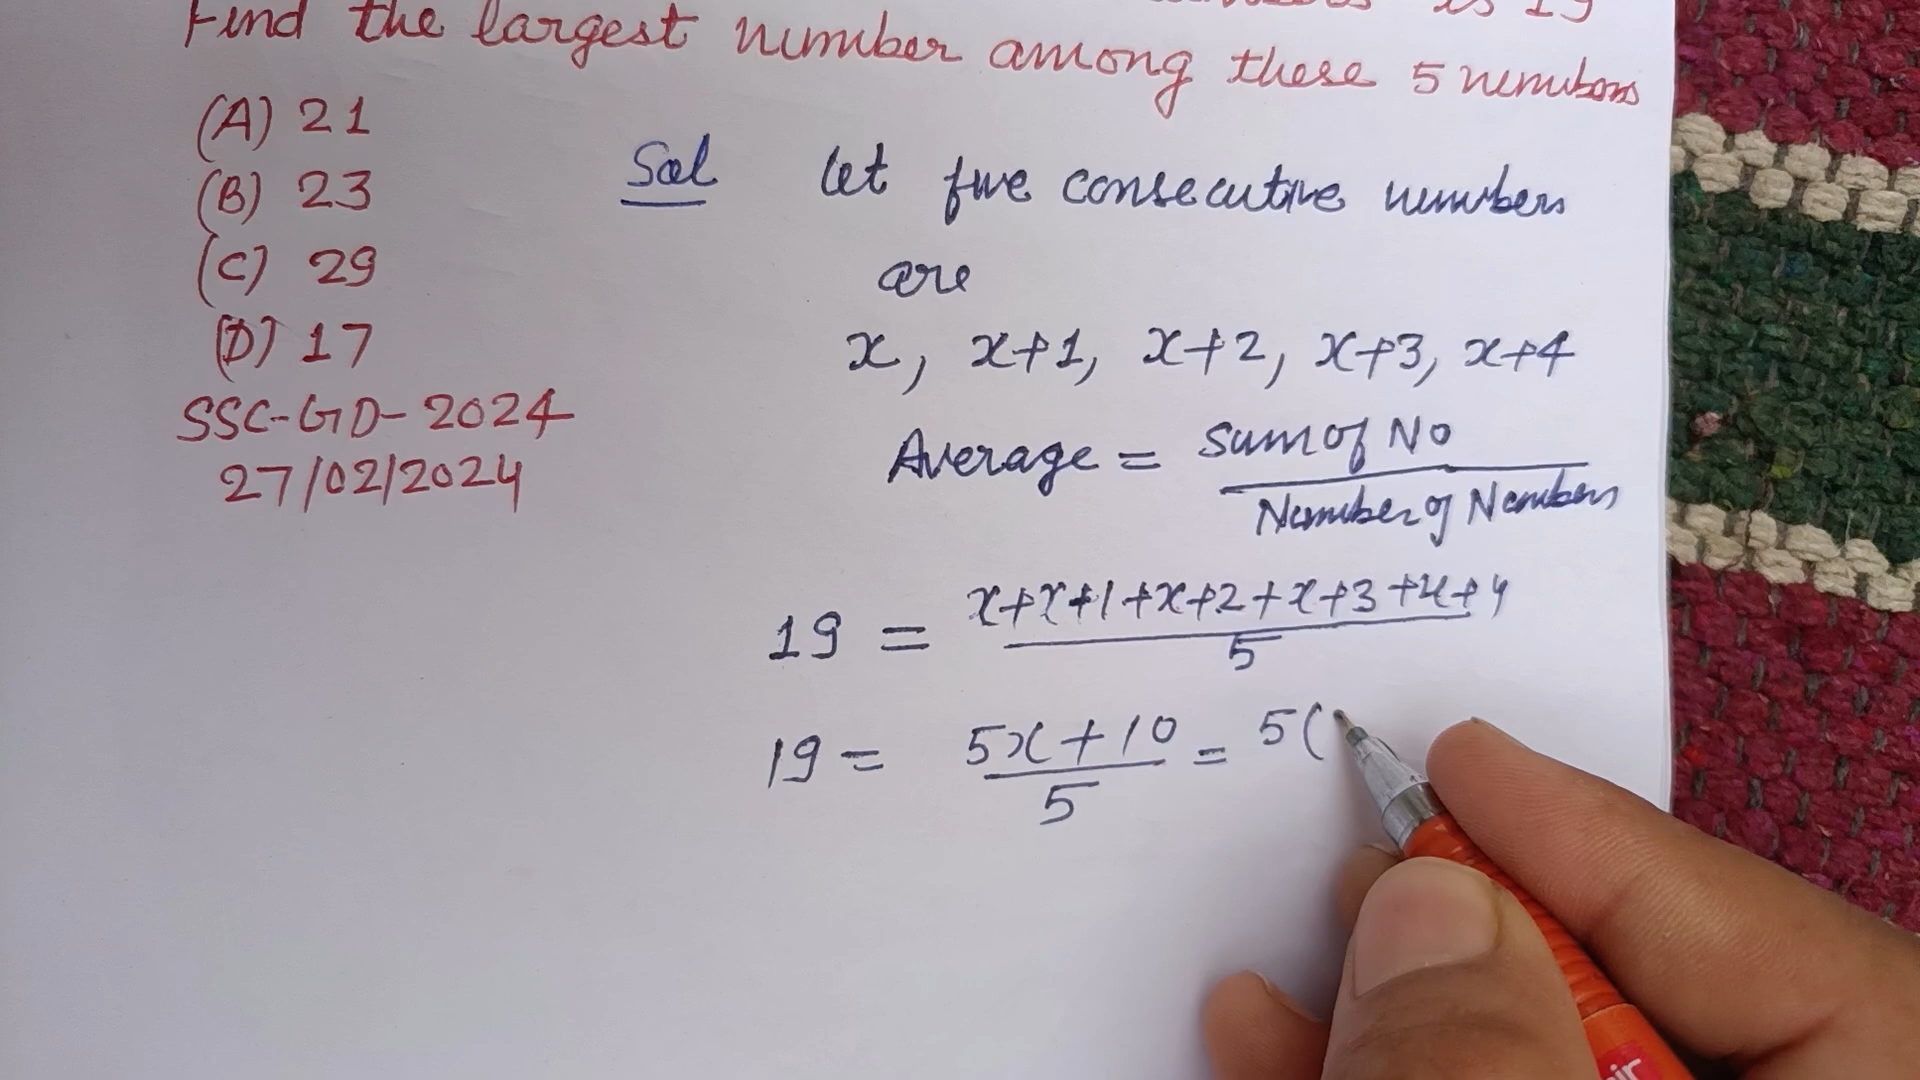 is 19
Find the largest number among these 5 numbers
(A) 21
(B) 23
(C) 29
(D) 17
SSC-GD-2024
27/02/2024
Sol let five consecutive numbers
are
x, x+1, x+2, x+3, x+4
Average = Sum of No
Number of Numbers
19 = x+x+1+x+2+x+3+x+4
5
19 = 5x+10 = 5(
5